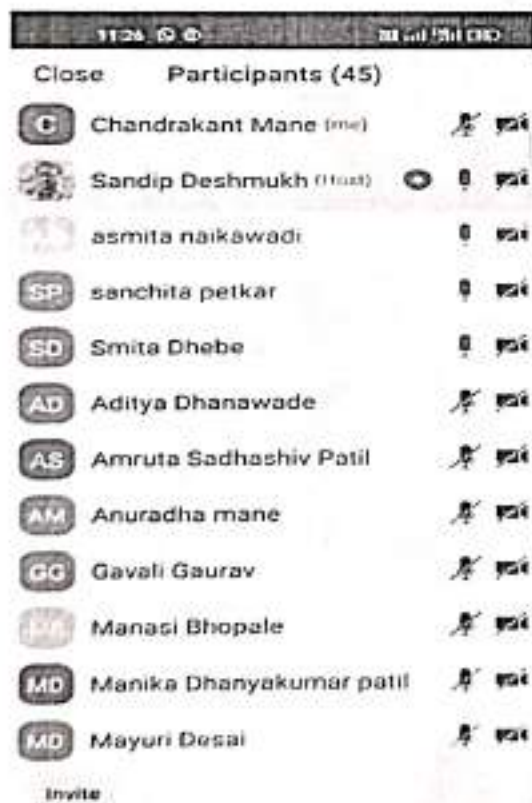 11:26
Close Participants (45)
C Chandrakant Mane (me)
Sandip Deshmukh (Host)
asmita naikawadi
SP sanchita petkar
SD Smita Dhebe
AD Aditya Dhanawade
AS Amruta Sadhashiv Patil
AM Anuradha mane
GG Gavali Gaurav
Manasi Bhopale
MD Manika Dhanyakumar patil
MD Mayuri Desai
Invite